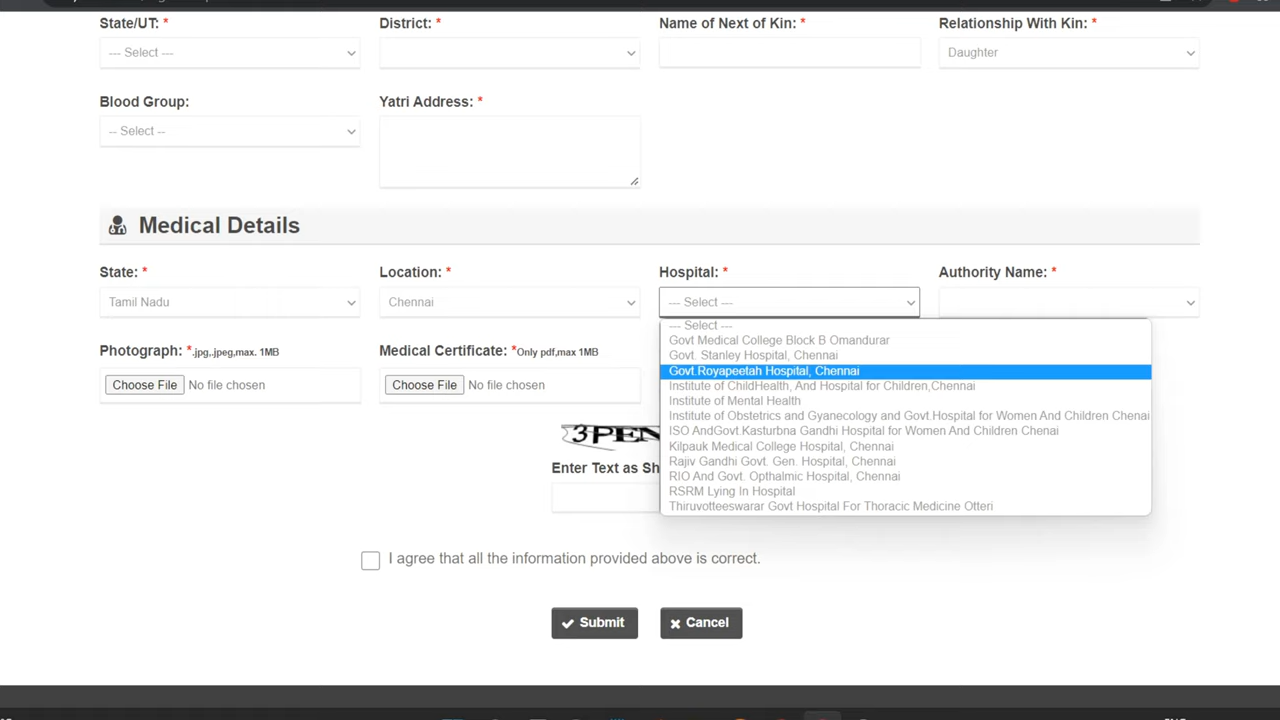 State/UT: * District: * Name of Next of Kin: * Relationship With Kin: *
--- Select --- Daughter
Blood Group: Yatri Address: *
-- Select --
Medical Details
State: * Location: * Hospital: * Authority Name: *
Tamil Nadu Chennai --- Select ---
--- Select ---
Govt Medical College Block B Omandurar
Govt. Stanley Hospital, Chennai
Photograph: *.jpg,.jpeg,max. 1MB Medical Certificate: *Only pdf,max 1MB
Govt.Royapeetah Hospital, Chennai
Choose File No file chosen Choose File No file chosen
Institute of ChildHealth, And Hospital for Children,Chennai
Institute of Mental Health
Institute of Obstetrics and Gyanecology and Govt.Hospital for Women And Children Chenai
ISO AndGovt.Kasturbna Gandhi Hospital for Women And Children Chenai
3PEN
Kilpauk Medical College Hospital, Chennai
Rajiv Gandhi Govt. Gen. Hospital, Chennai
Enter Text as Sh
RIO And Govt. Opthalmic Hospital, Chennai
RSRM Lying In Hospital
Thiruvotteeswarar Govt Hospital For Thoracic Medicine Otteri
I agree that all the information provided above is correct.
Submit Cancel